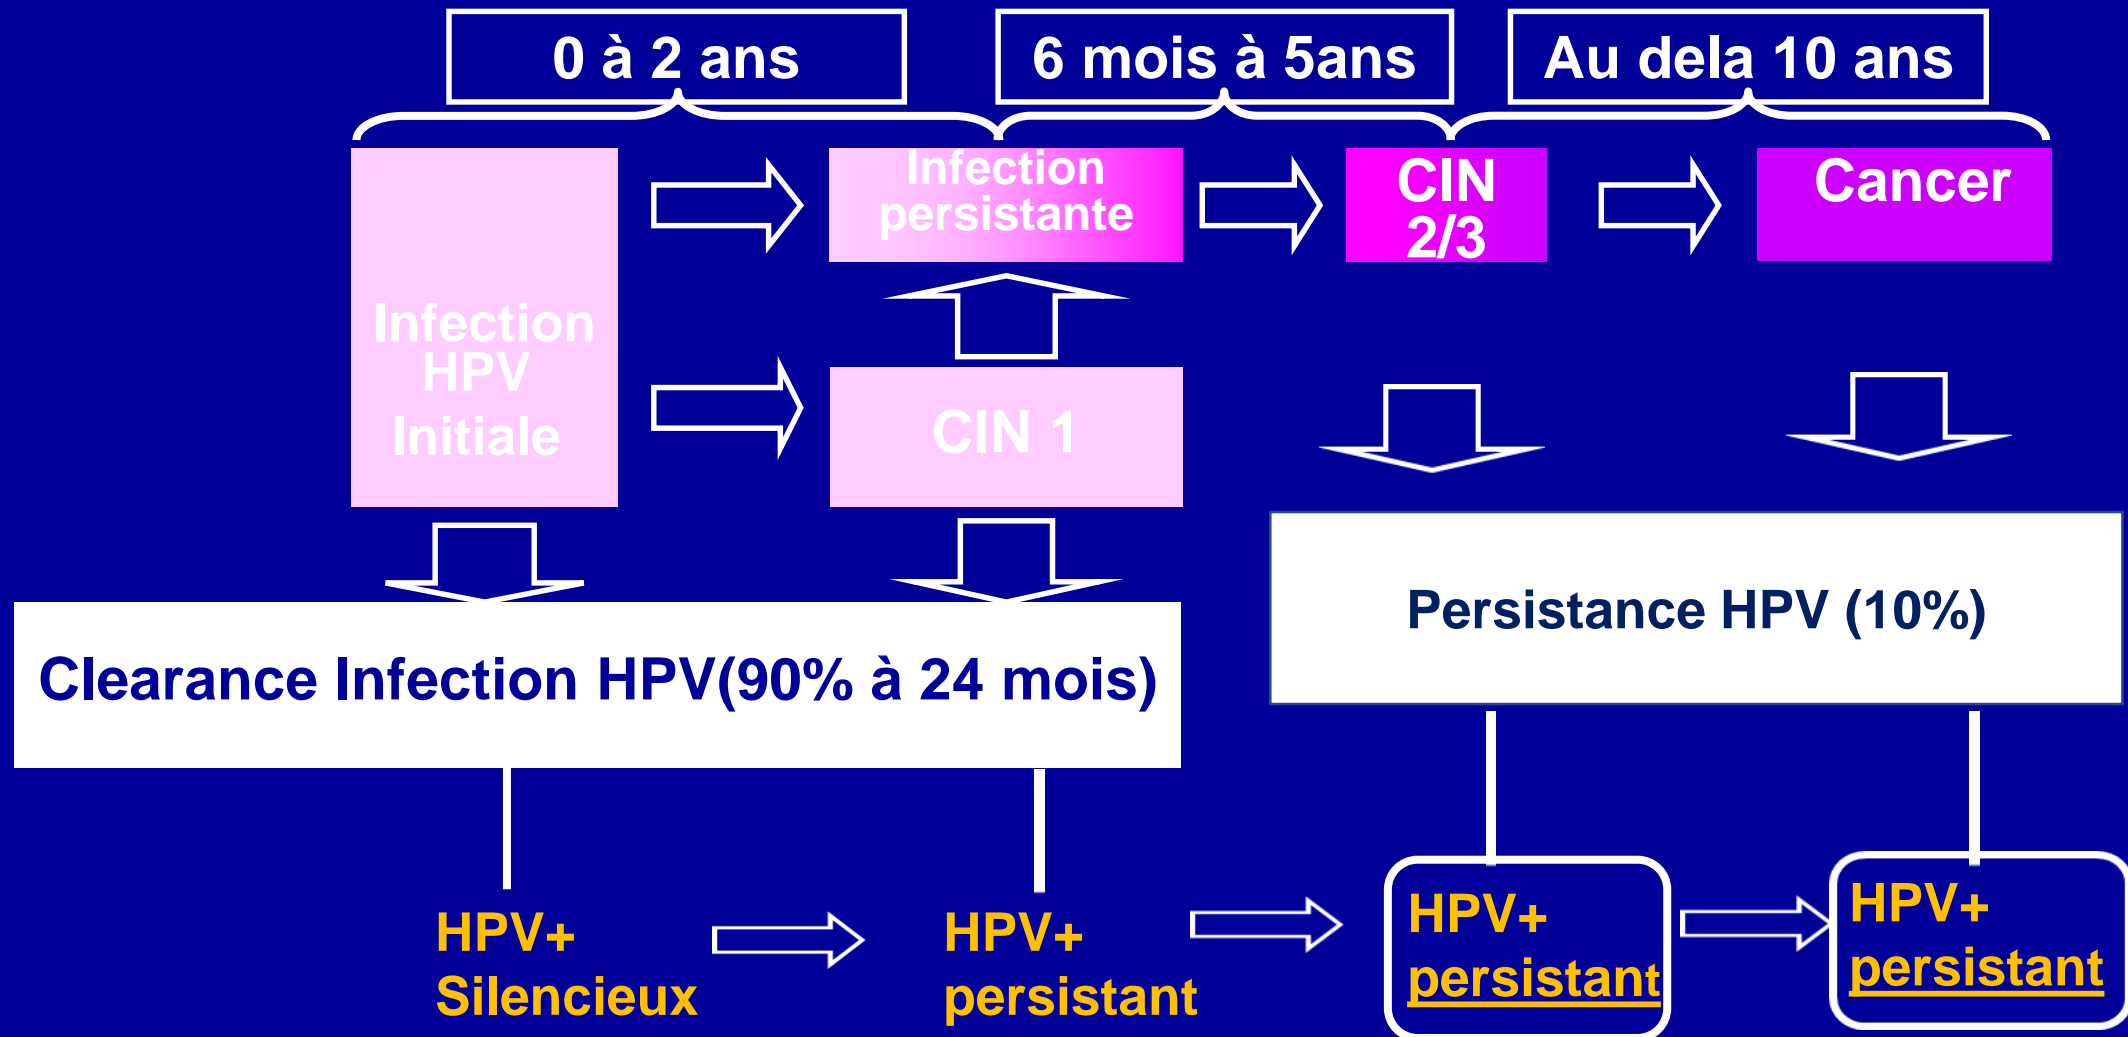 0 à 2 ans
6 mois à 5ans
Au dela 10 ans
Infection
HPV
Initiale
Infection
persistante
CIN
2/3
Cancer
CIN 1
Clearance Infection HPV(90% à 24 mois)
Persistance HPV (10%)
HPV+
Silencieux
HPV+
persistant
HPV+
persistant
HPV+
persistant